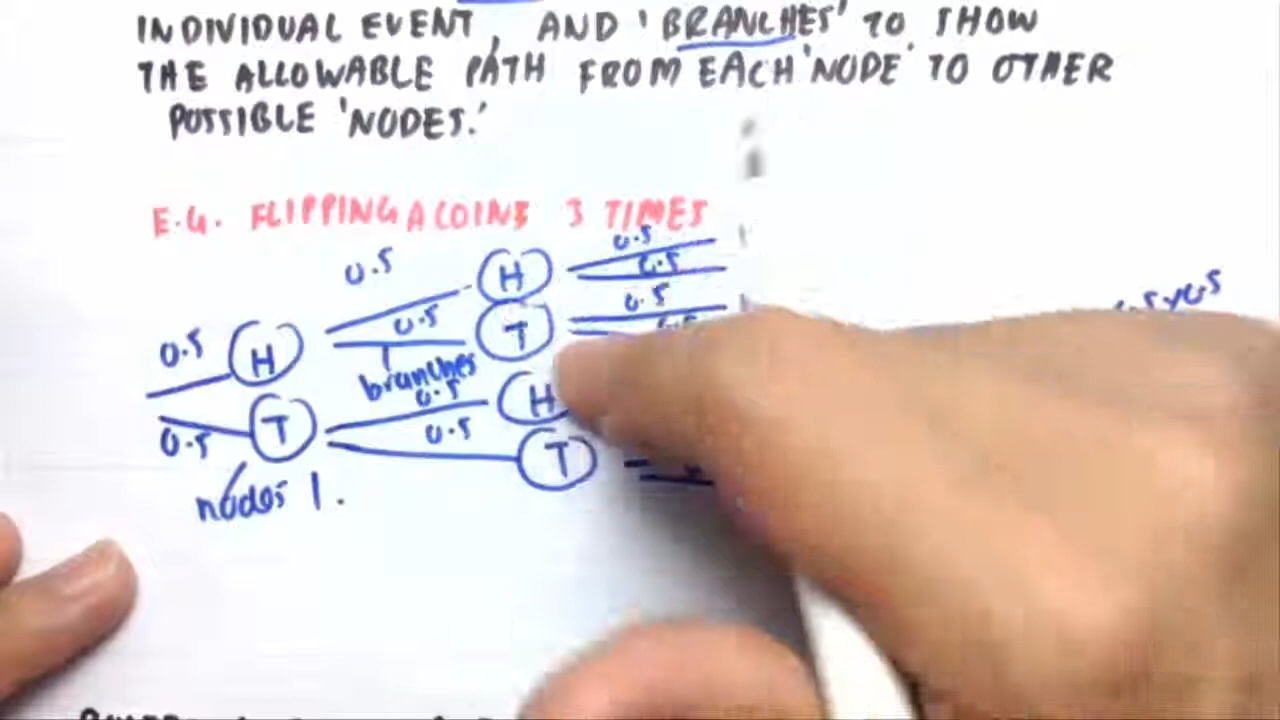 INDIVIDUAL EVENT, AND 'BRANCHES' TO SHOW
THE ALLOWABLE PATH FROM EACH 'NODE' TO OTHER
POSSIBLE 'NODES.'
E.G. FLIPPING A COIN 3 TIMES
0.5
0.5
0.5 H
0.5
0.5 H
0.5 T
0.5
branches
0.5 H
0.5 T
0.5
T
nodes 1.